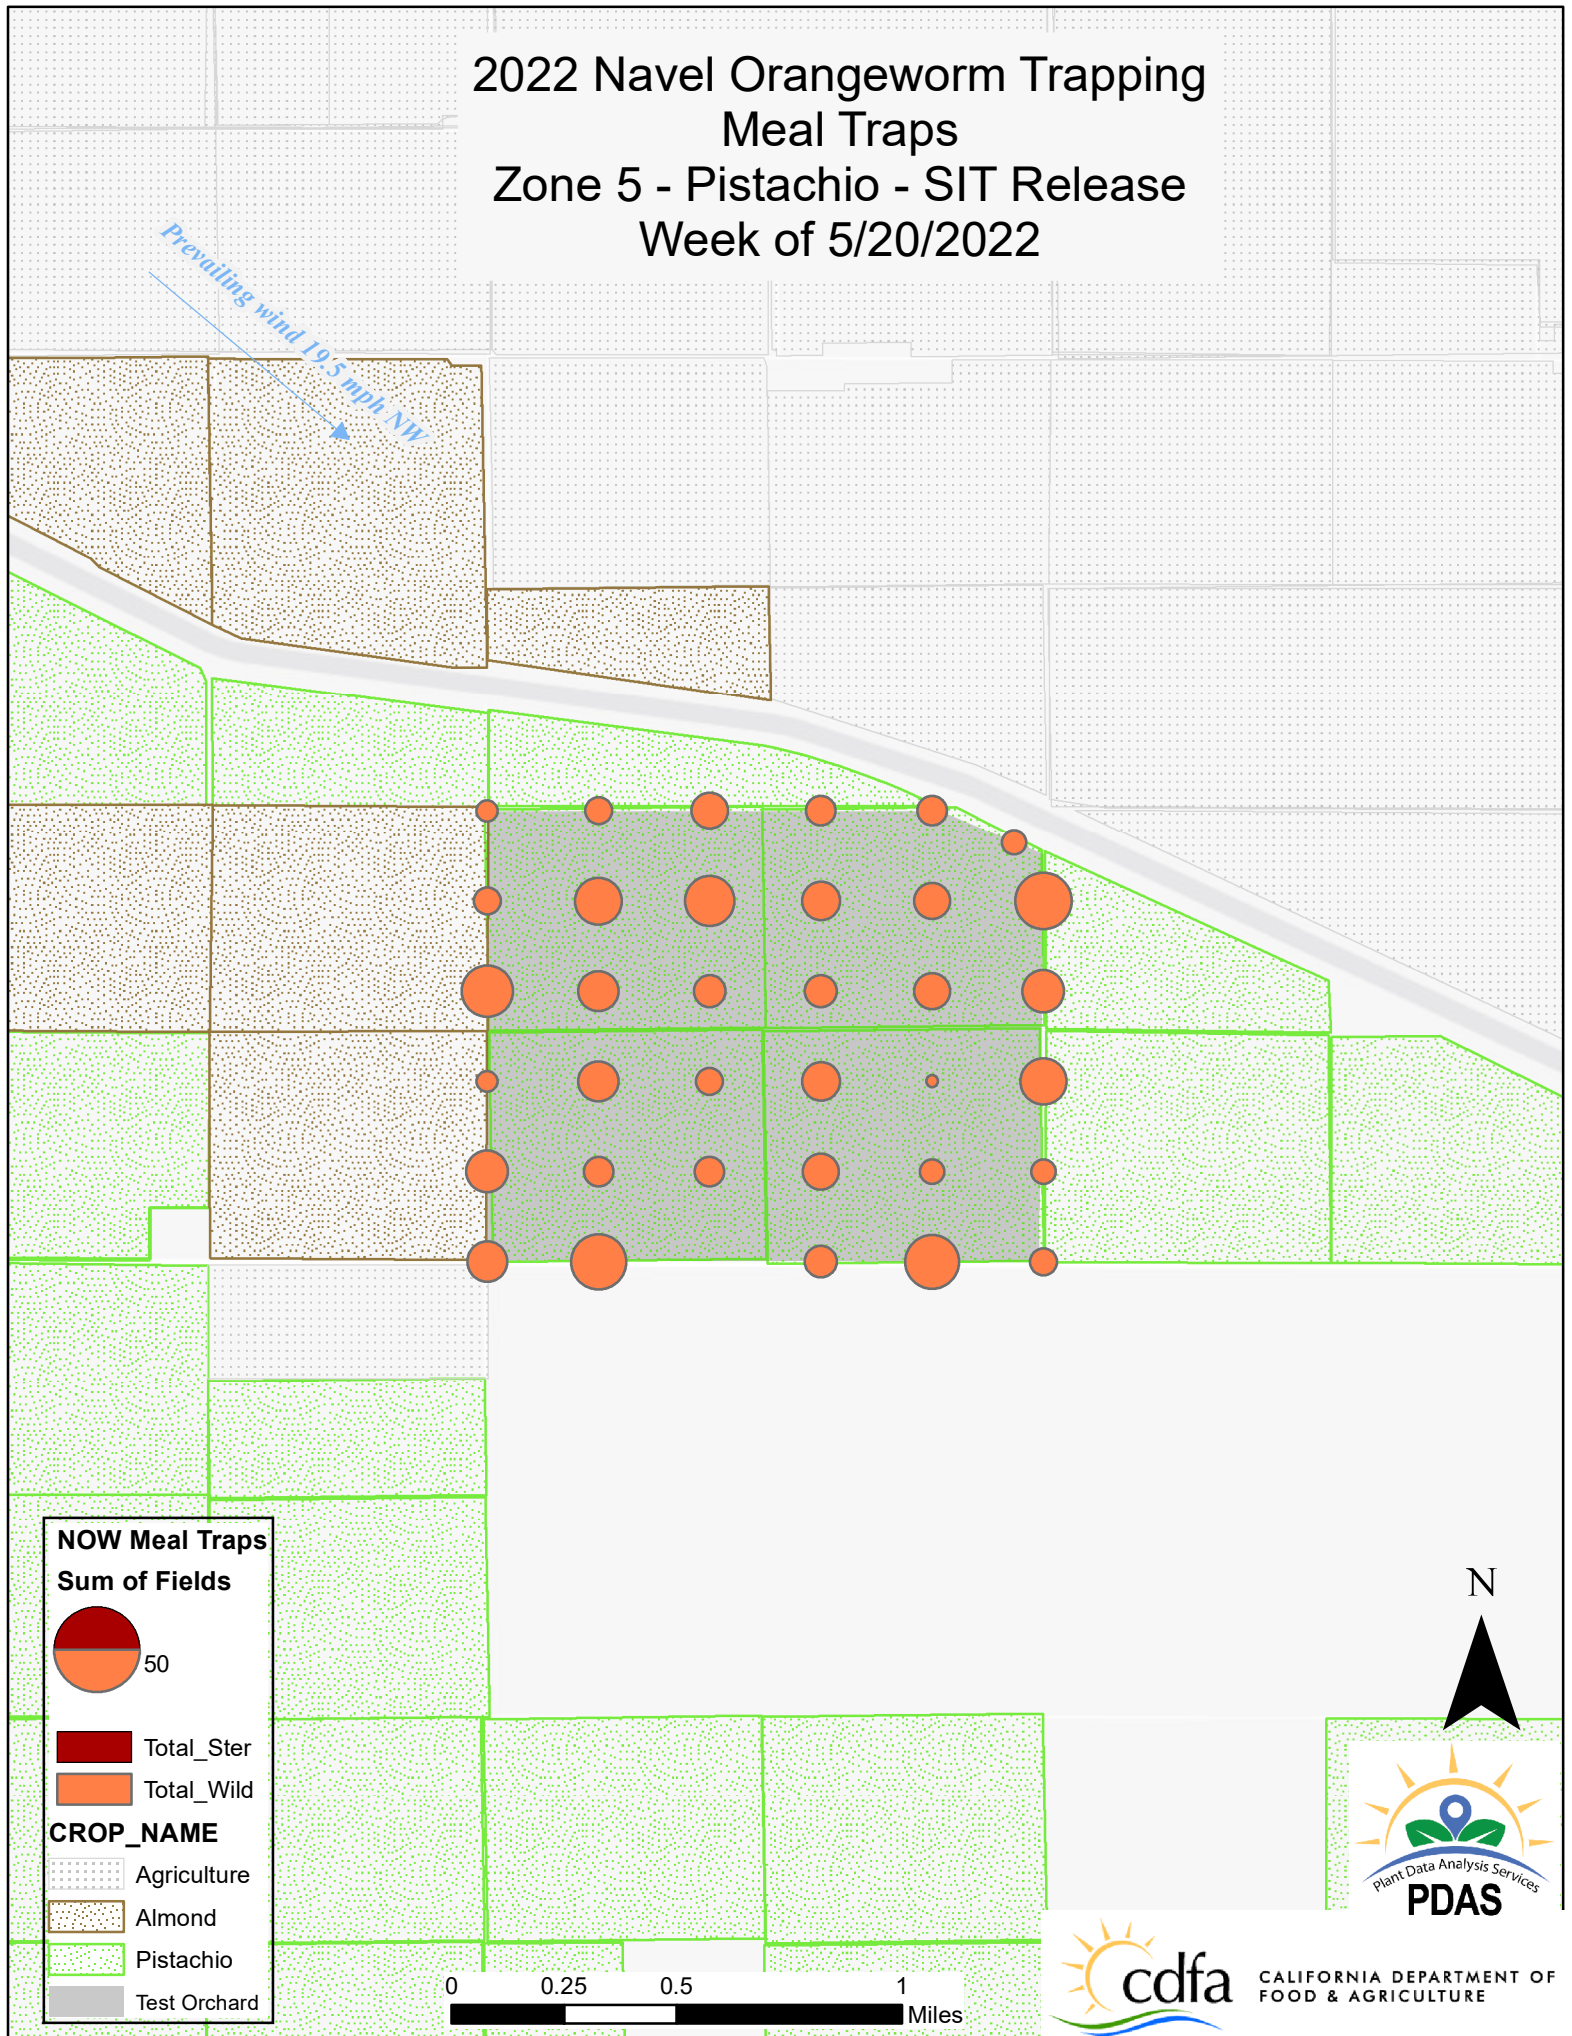 2022 Navel Orangeworm Trapping
Meal Traps
Zone 5 - Pistachio - SIT Release
Week of 5/20/2022
Prevailing wind 19.5 mph NW
NOW Meal Traps
Sum of Fields
50
Total_Ster
Total_Wild
CROP_NAME
Agriculture
Almond
Pistachio
Test Orchard
0 0.25 0.5 1
Miles
N
Plant Data Analysis Services
PDAS
cdfa
CALIFORNIA DEPARTMENT OF
FOOD & AGRICULTURE